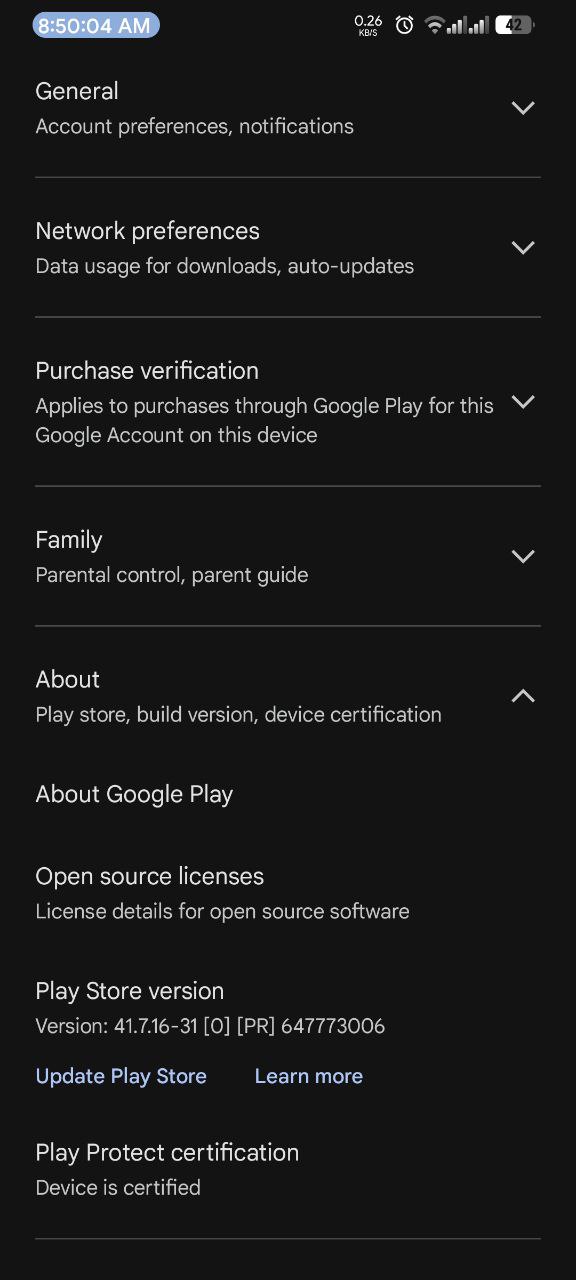 8:50:04 AM
0.26
KB/S
42
General
Account preferences, notifications
Network preferences
Data usage for downloads, auto-updates
Purchase verification
Applies to purchases through Google Play for this
Google Account on this device
Family
Parental control, parent guide
About
Play store, build version, device certification
About Google Play
Open source licenses
License details for open source software
Play Store version
Version: 41.7.16-31 [0] [PR] 647773006
Update Play Store Learn more
Play Protect certification
Device is certified